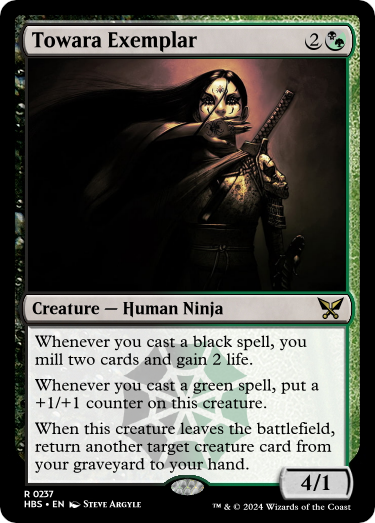 Towara Exemplar 2
Creature — Human Ninja
Whenever you cast a black spell, you
mill two cards and gain 2 life.
Whenever you cast a green spell, put a
+1/+1 counter on this creature.
When this creature leaves the battlefield,
return another target creature card from
your graveyard to your hand.
4/1
R 0237
HBS • EN Steve Argyle
™ & © 2024 Wizards of the Coast